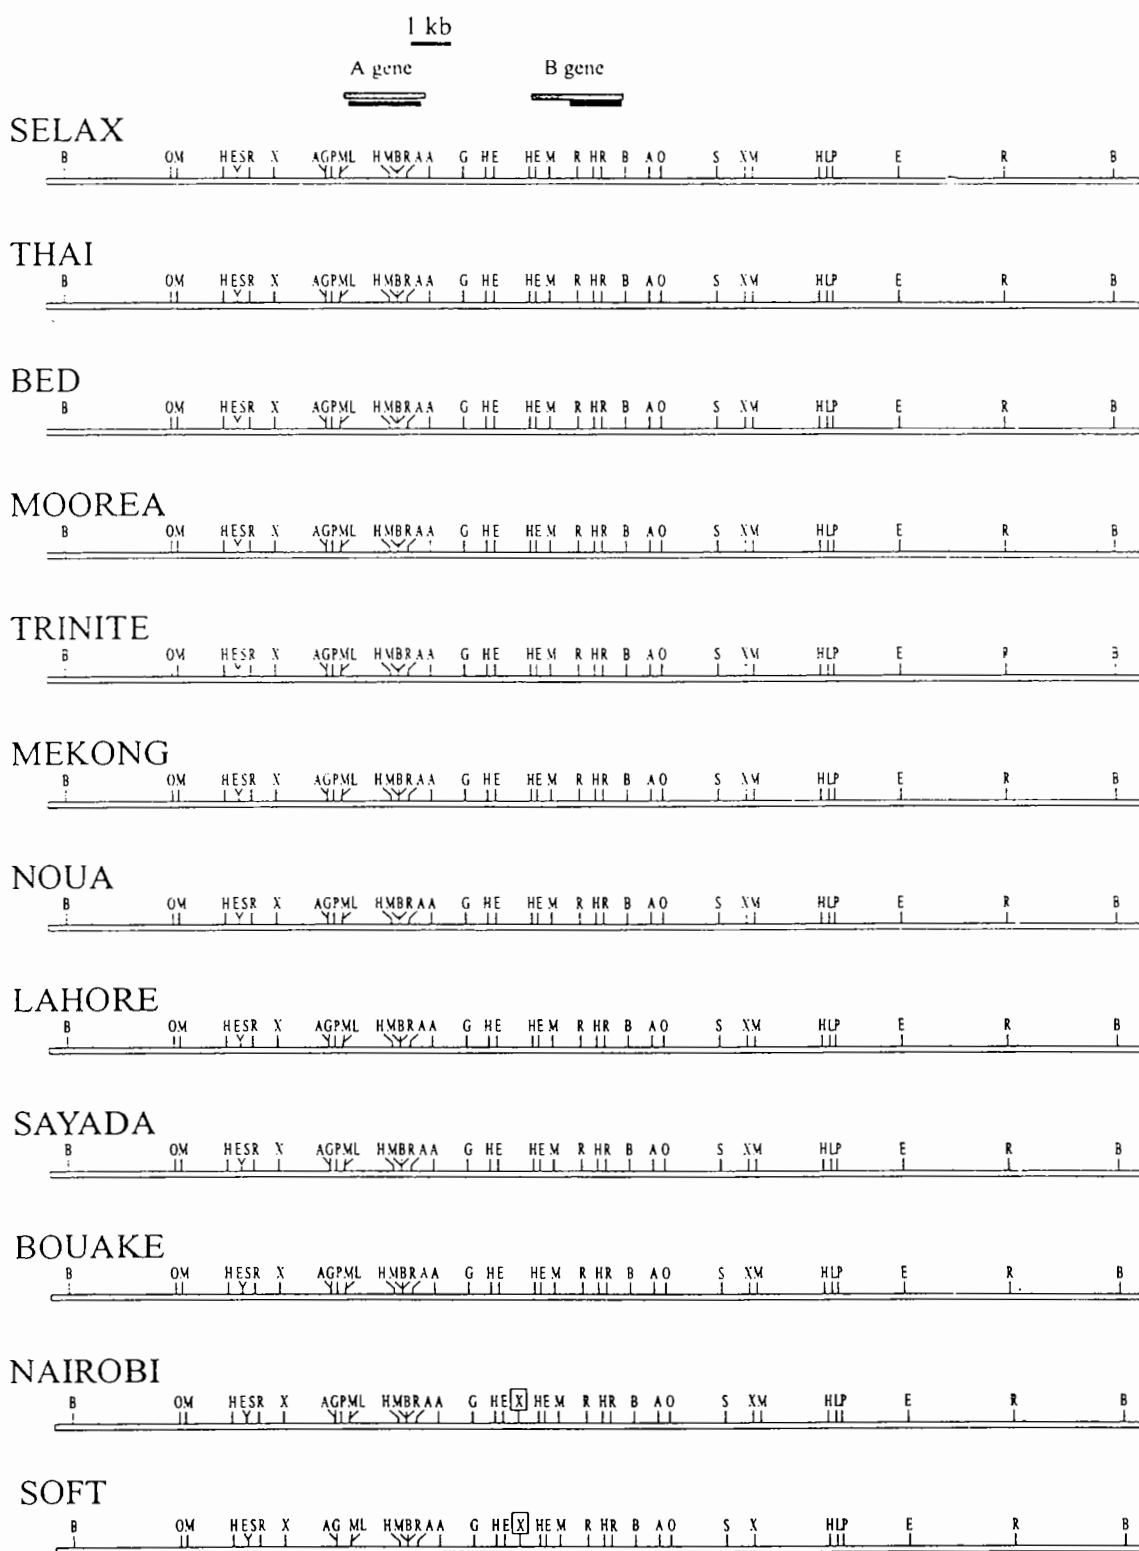 1 kb
A gene B gene
SELAX
B OM HESR X AGPML HMBRAA G HE HEM R HR B AO S XM HLP E R B
THAI
B OM HESR X AGPML HMBRAA G HE HEM R HR B AO S XM HLP E R B
BED
B OM HESR X AGPML HMBRAA G HE HEM R HR B AO S XM HLP E R B
MOOREA
B OM HESR X AGPML HMBRAA G HE HEM R HR B AO S XM HLP E R B
TRINITE
B OM HESR X AGPML HMBRAA G HE HEM R HR B AO S XM HLP E R B
MEKONG
B OM HESR X AGPML HMBRAA G HE HEM R HR B AO S XM HLP E R B
NOUA
B OM HESR X AGPML HMBRAA G HE HEM R HR B AO S XM HLP E R B
LAHORE
B OM HESR X AGPML HMBRAA G HE HEM R HR B AO S XM HLP E R B
SAYADA
B OM HESR X AGPML HMBRAA G HE HEM R HR B AO S XM HLP E R B
BOUAKE
B OM HESR X AGPML HMBRAA G HE HEM R HR B AO S XM HLP E R B
NAIROBI
B OM HESR X AGPML HMBRAA G HE X HEM R HR B AO S XM HLP E R B
SOFT
B OM HESR X AG ML HMBRAA G HE X HEM R HR B AO S X HLP E R B